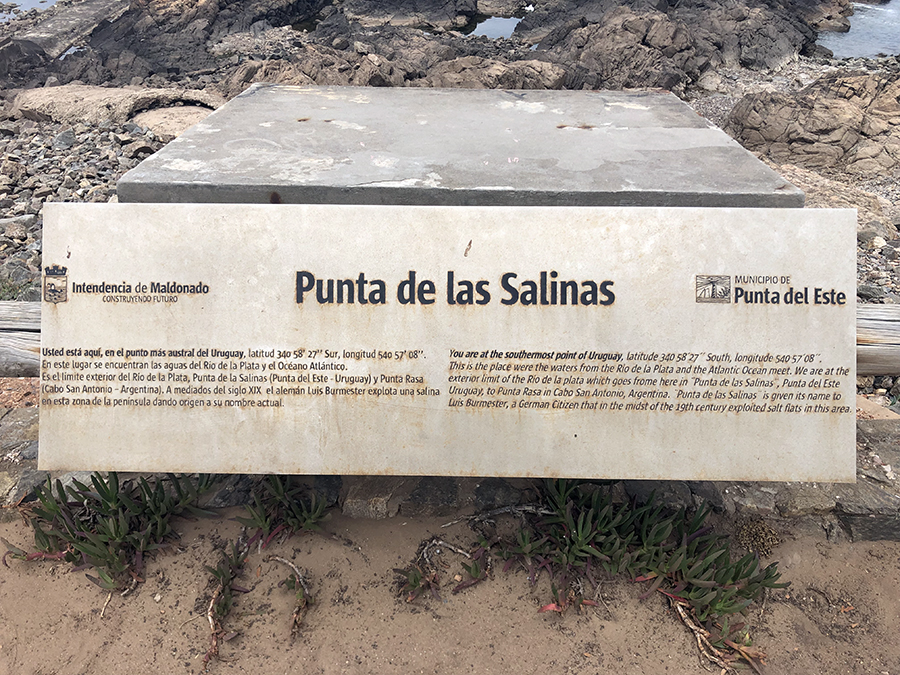 Intendencia de Maldonado
CONSTRUYENDO FUTURO
Punta de las Salinas
MUNICIPIO DE
Punta del Este
Usted está aquí, en el punto más austral del Uruguay, latitud 340 58' 27'' Sur, longitud 540 57' 08''.
En este lugar se encuentran las aguas del Río de la Plata y el Océano Atlántico.
Es el límite exterior del Río de la Plata, Punta de la Salinas (Punta del Este - Uruguay) y Punta Rasa
(Cabo San Antonio - Argentina). A mediados del siglo XIX el alemán Luis Burmester explota una salina
en esta zona de la península dando origen a su nombre actual.
You are at the southermost point of Uruguay, latitude 340 58'27'' South, longitude 540 57'08''.
This is the place were the waters from the Río de la Plata and the Atlantic Ocean meet. We are at the
exterior limit of the Río de la plata which goes frome here in "Punta de las Salinas", Punta del Este
Uruguay, to Punta Rasa in Cabo San Antonio, Argentina. "Punta de las Salinas" is given its name to
Luis Burmester, a German Citizen that in the midst of the 19th century exploited salt flats in this area.